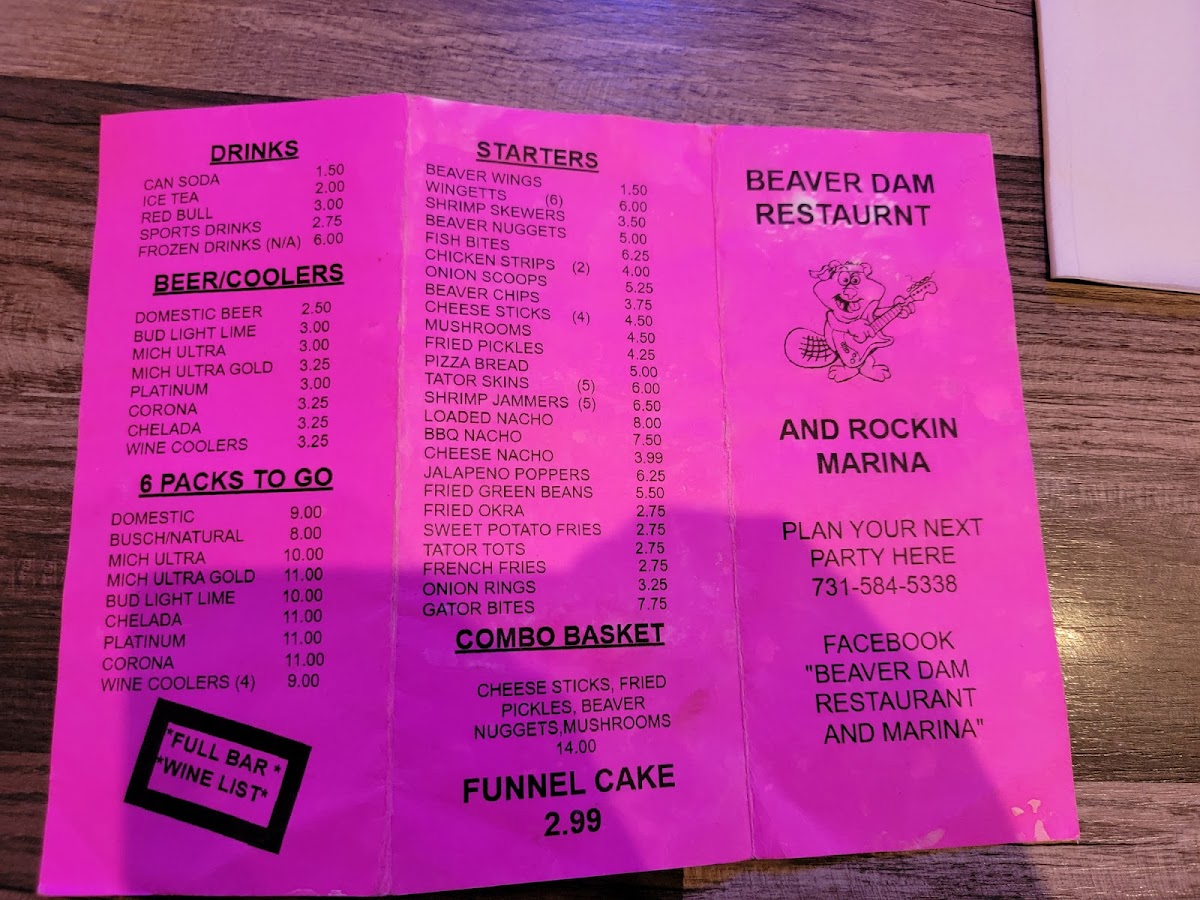 DRINKS
CAN SODA 1.50
ICE TEA 2.00
RED BULL 3.00
SPORTS DRINKS 2.75
FROZEN DRINKS (N/A) 6.00
BEER/COOLERS
DOMESTIC BEER 2.50
BUD LIGHT LIME 3.00
MICH ULTRA 3.00
MICH ULTRA GOLD 3.25
PLATINUM 3.00
CORONA 3.25
CHELADA 3.25
WINE COOLERS 3.25
6 PACKS TO GO
DOMESTIC 9.00
BUSCH/NATURAL 8.00
MICH ULTRA 10.00
MICH ULTRA GOLD 11.00
BUD LIGHT LIME 10.00
CHELADA 11.00
PLATINUM 11.00
CORONA 11.00
WINE COOLERS (4) 9.00
*FULL BAR *
*WINE LIST*
STARTERS
BEAVER WINGS 1.50
WINGETTS (6) 6.00
SHRIMP SKEWERS 3.50
BEAVER NUGGETS 5.00
FISH BITES 6.25
CHICKEN STRIPS (2) 4.00
ONION SCOOPS 5.25
BEAVER CHIPS 3.75
CHEESE STICKS (4) 4.50
MUSHROOMS 4.50
FRIED PICKLES 4.25
PIZZA BREAD 5.00
TATOR SKINS (5) 6.00
SHRIMP JAMMERS (5) 6.50
LOADED NACHO 8.00
BBQ NACHO 7.50
CHEESE NACHO 3.99
JALAPENO POPPERS 6.25
FRIED GREEN BEANS 5.50
FRIED OKRA 2.75
SWEET POTATO FRIES 2.75
TATOR TOTS 2.75
FRENCH FRIES 2.75
ONION RINGS 3.25
GATOR BITES 7.75
COMBO BASKET
CHEESE STICKS, FRIED
PICKLES, BEAVER
NUGGETS,MUSHROOMS
14.00
FUNNEL CAKE
2.99
BEAVER DAM
RESTAURNT
AND ROCKIN
MARINA
PLAN YOUR NEXT
PARTY HERE
731-584-5338
FACEBOOK
"BEAVER DAM
RESTAURANT
AND MARINA"